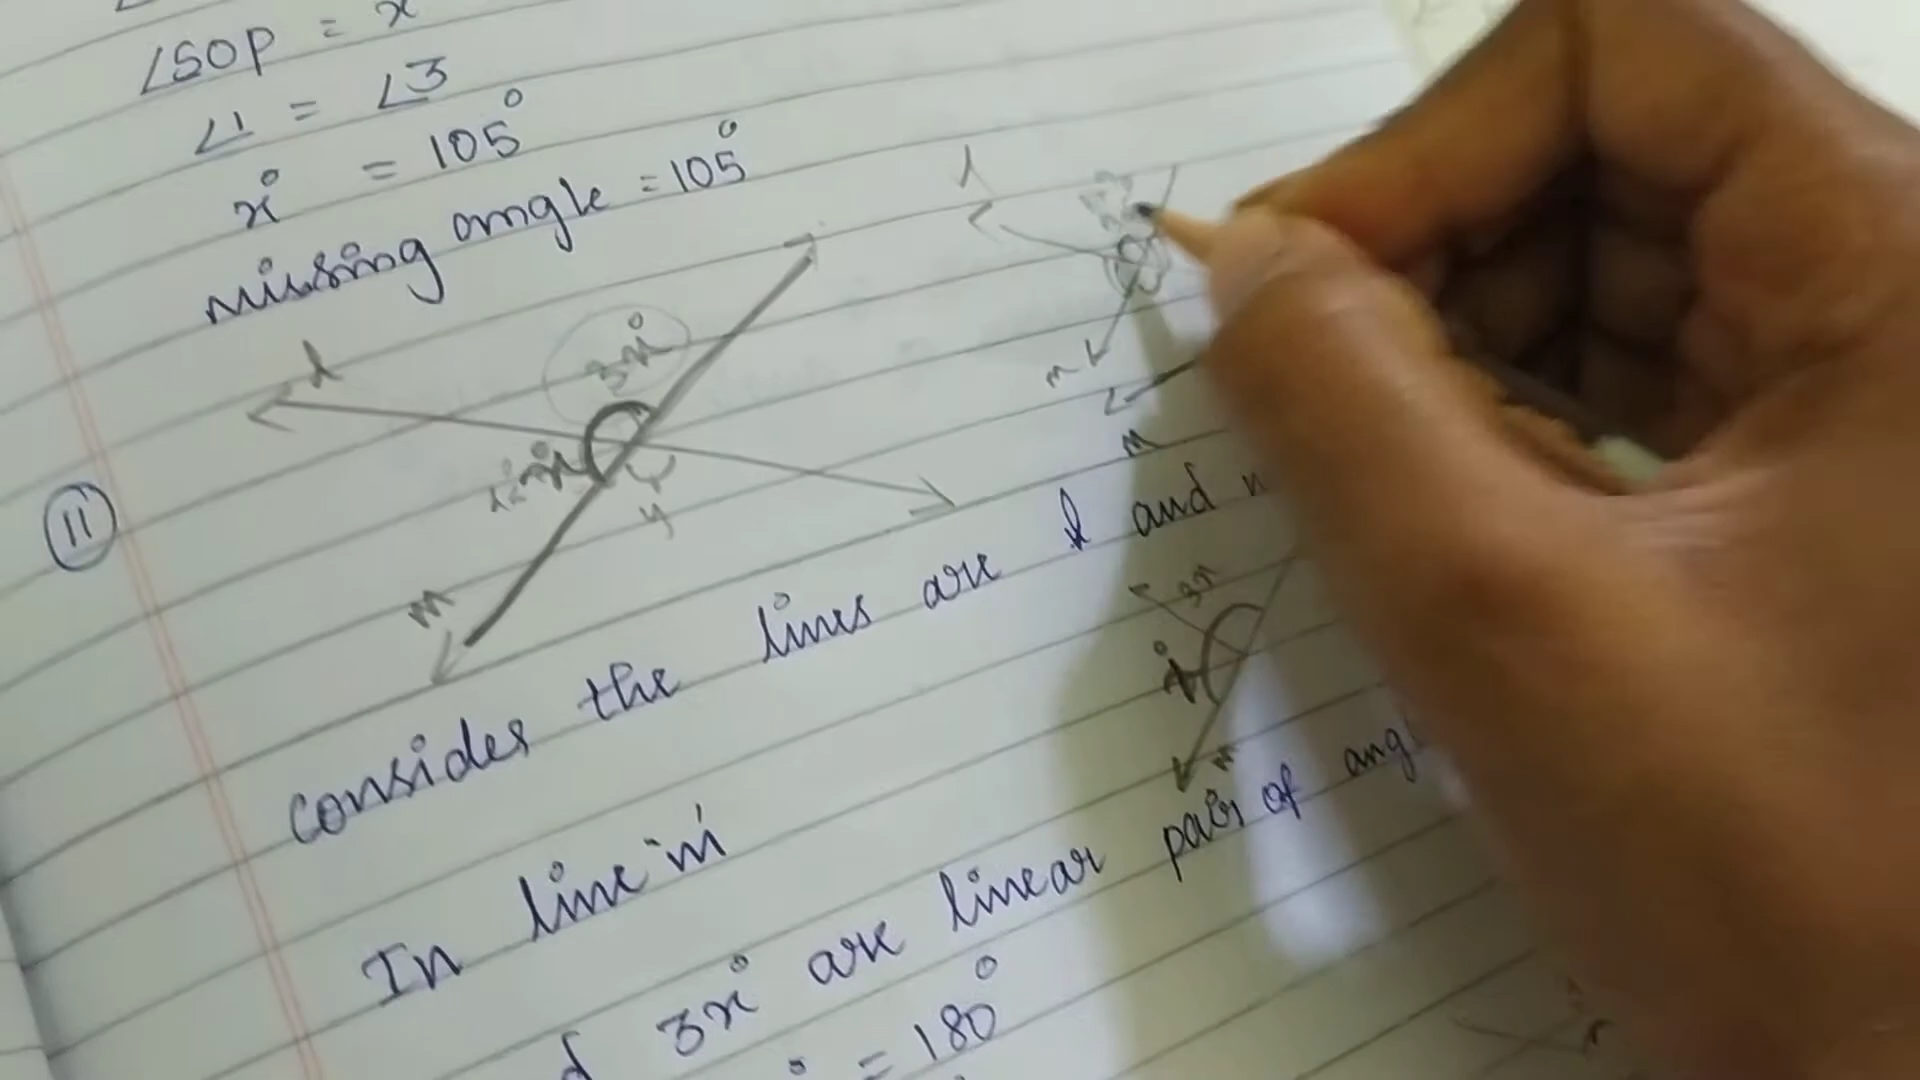 ∠SOP = x
∠1 = ∠3
x° = 105°
missing angle = 105°
l
3x°
x°
y
m
l
m
m
11
consider the lines are l and
3x
x°
m
In line 'm'
3x° are linear pair of
= 180°